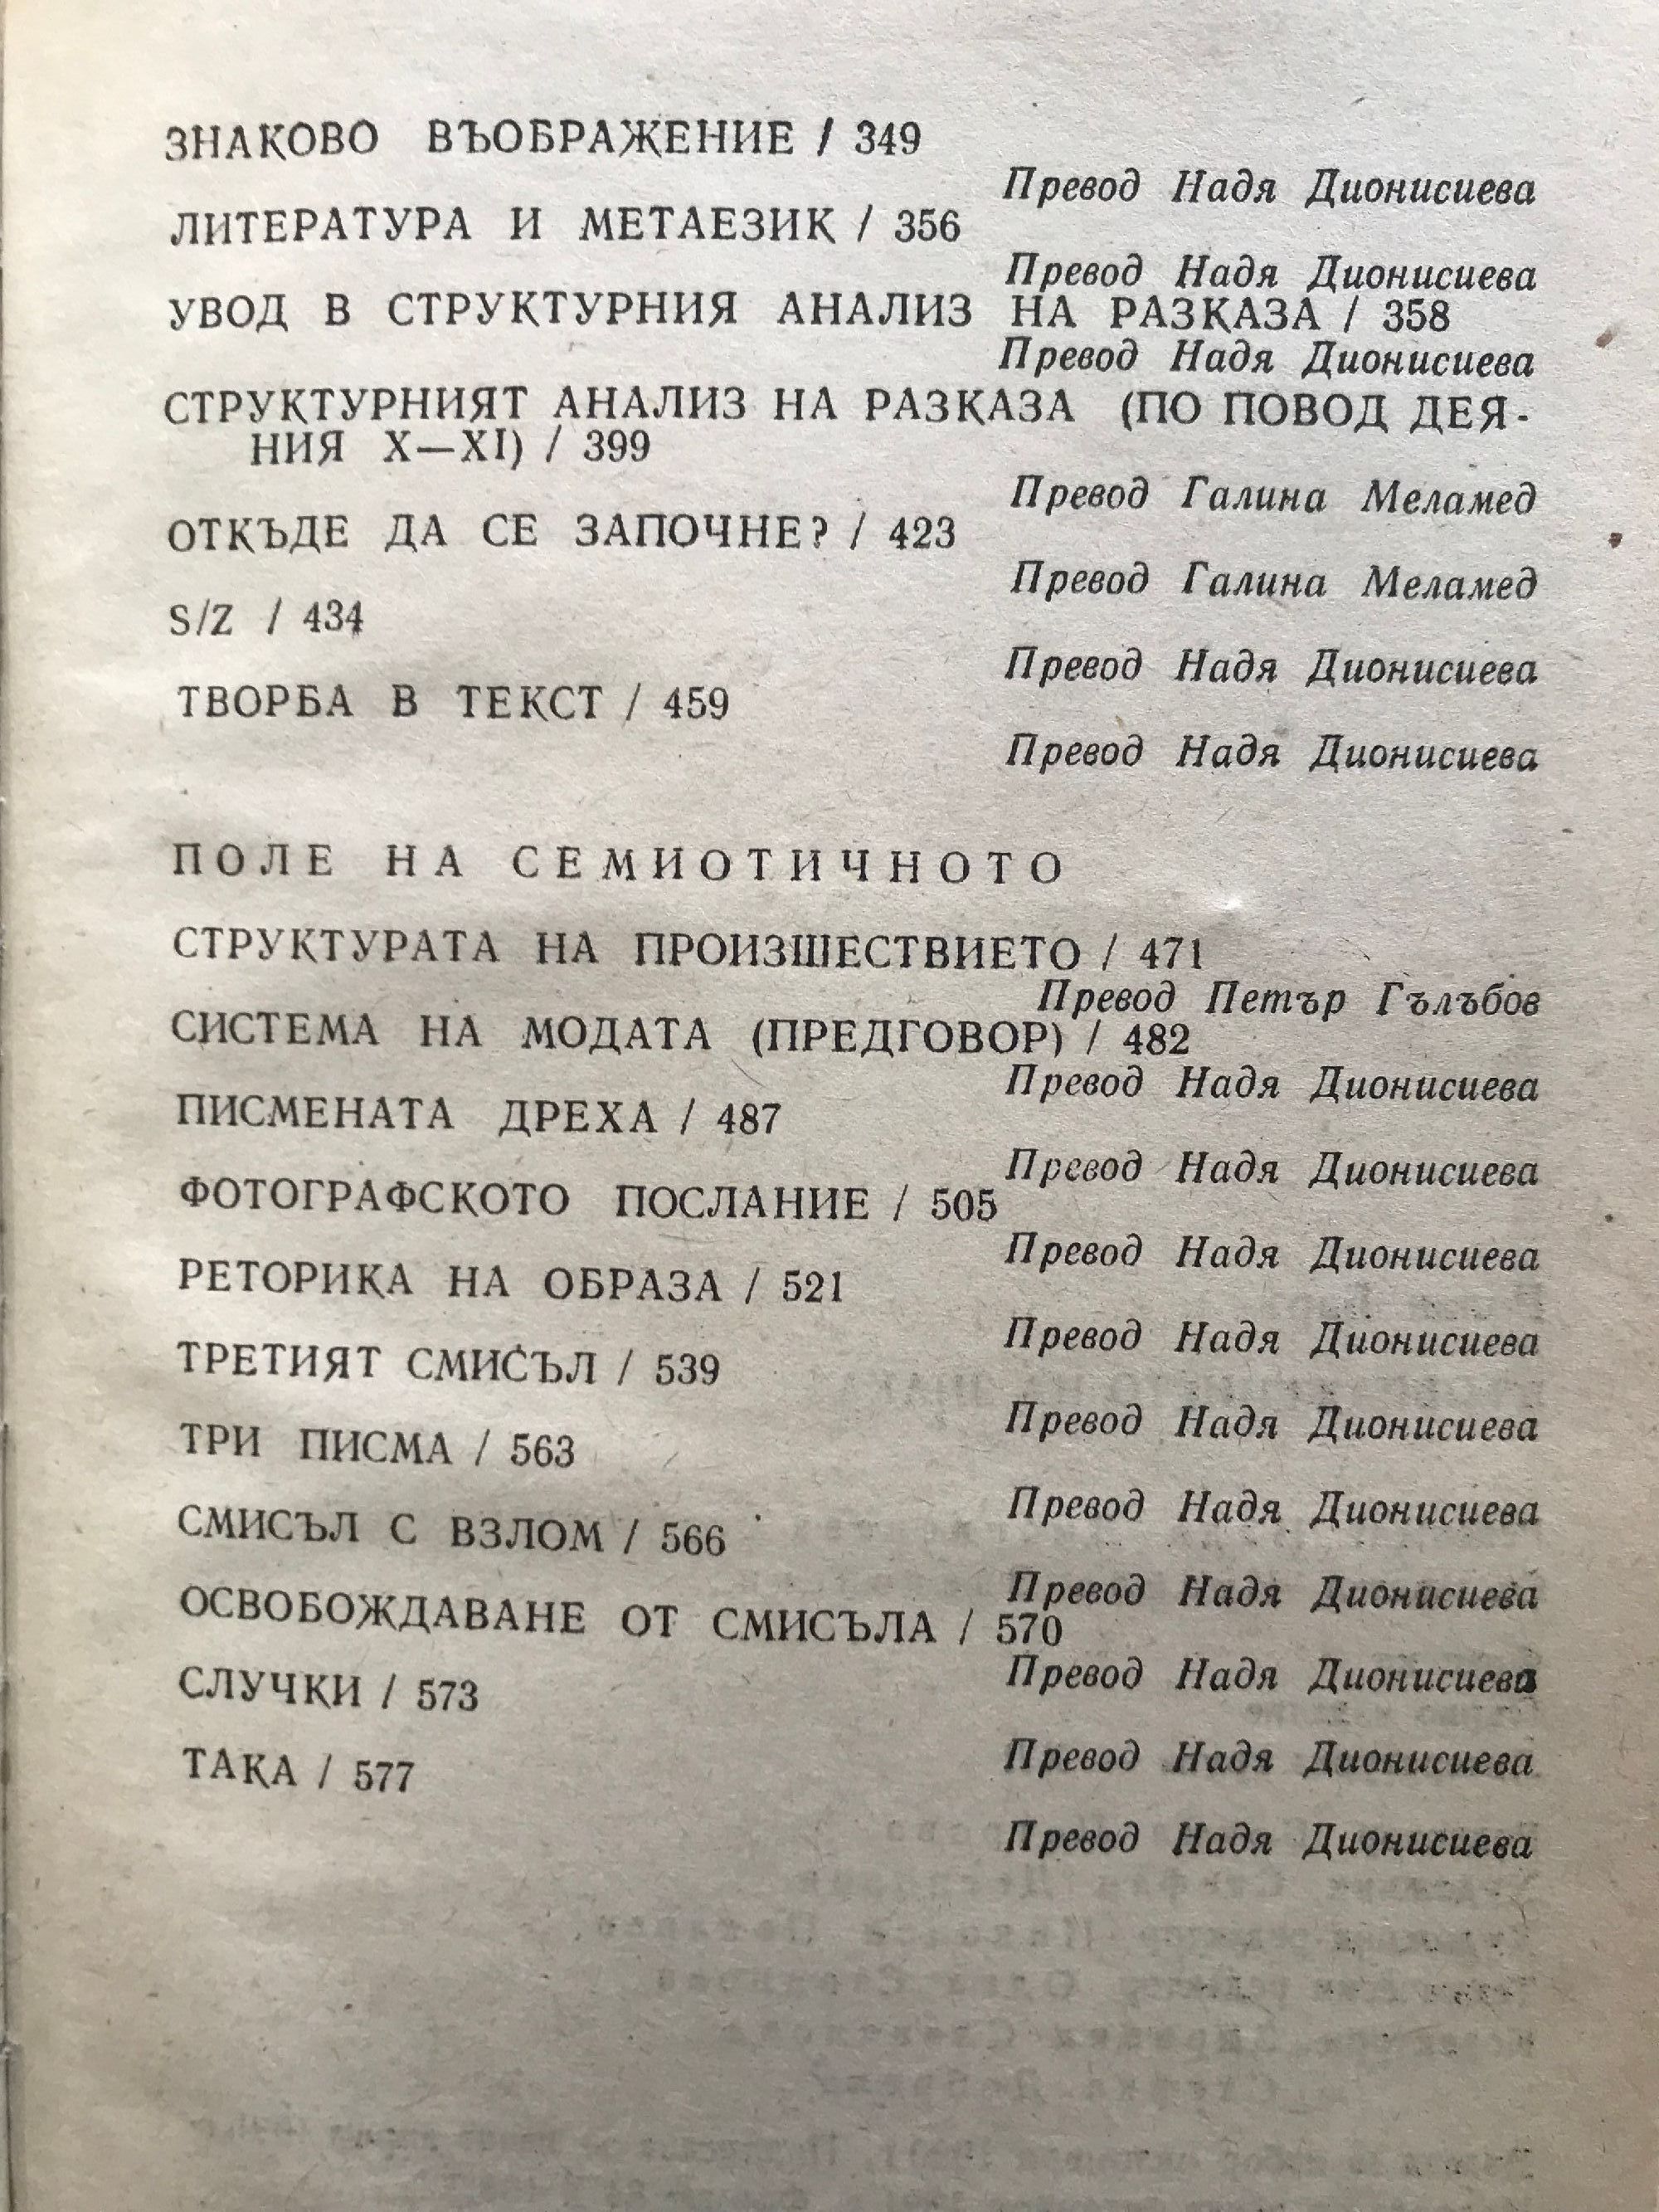 ЗНАКОВО ВЪОБРАЖЕНИЕ / 349
Превод Надя Дионисиева
ЛИТЕРАТУРА И МЕТАЕЗИК / 356
Превод Надя Дионисиева
УВОД В СТРУКТУРНИЯ АНАЛИЗ НА РАЗКАЗА / 358
Превод Надя Дионисиева
СТРУКТУРНИЯТ АНАЛИЗ НА РАЗКАЗА (ПО ПОВОД ДЕЯ-
НИЯ X—XI) / 399
Превод Галина Меламед
ОТКЪДЕ ДА СЕ ЗАПОЧНЕ? / 423
Превод Галина Меламед
S/Z / 434
Превод Надя Дионисиева
ТВОРБА В ТЕКСТ / 459
Превод Надя Дионисиева
ПОЛЕ НА СЕМИОТИЧНОТО
СТРУКТУРАТА НА ПРОИЗШЕСТВИЕТО / 471
Превод Петър Гълъбов
СИСТЕМА НА МОДАТА (ПРЕДГОВОР) / 482
Превод Надя Дионисиева
ПИСМЕНАТА ДРЕХА / 487
Превод Надя Дионисиева
ФОТОГРАФСКОТО ПОСЛАНИЕ / 505
Превод Надя Дионисиева
РЕТОРИКА НА ОБРАЗА / 521
Превод Надя Дионисиева
ТРЕТИЯТ СМИСЪЛ / 539
Превод Надя Дионисиева
ТРИ ПИСМА / 563
Превод Надя Дионисиева
СМИСЪЛ С ВЗЛОМ / 566
Превод Надя Дионисиева
ОСВОБОЖДАВАНЕ ОТ СМИСЪЛА / 570
Превод Надя Дионисиева
СЛУЧКИ / 573
Превод Надя Дионисиева
ТАКА / 577
Превод Надя Дионисиева